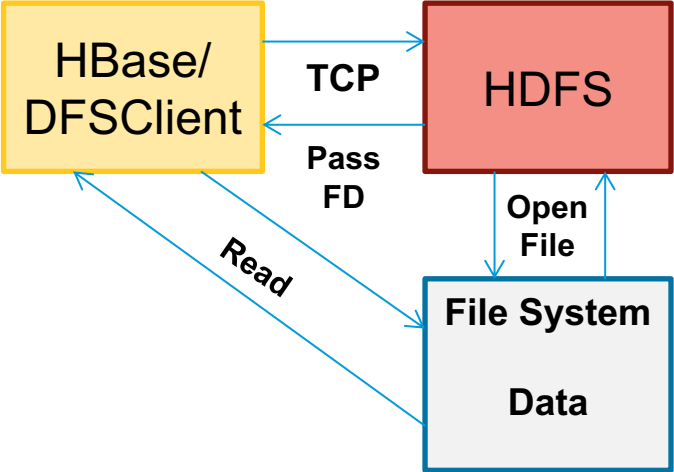 HBase/
DFSClient
TCP
HDFS
Pass
FD
Open
File
Read
File System
Data